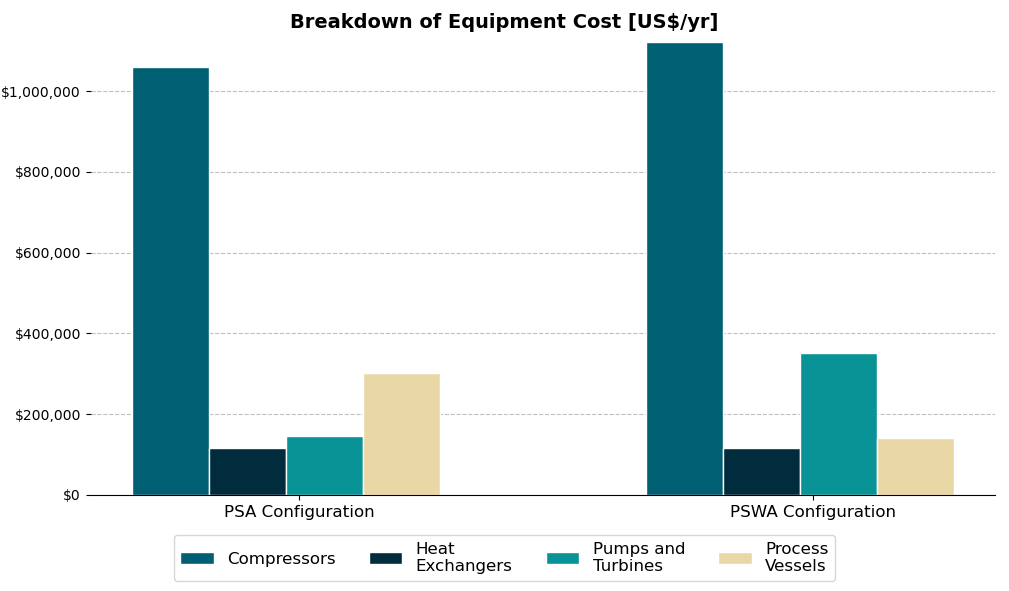 Breakdown of Equipment Cost [US$/yr]
$1,000,000
$800,000
$600,000
$400,000
$200,000
$0
PSA Configuration
PSWA Configuration
Compressors
Heat
Exchangers
Pumps and
Turbines
Process
Vessels